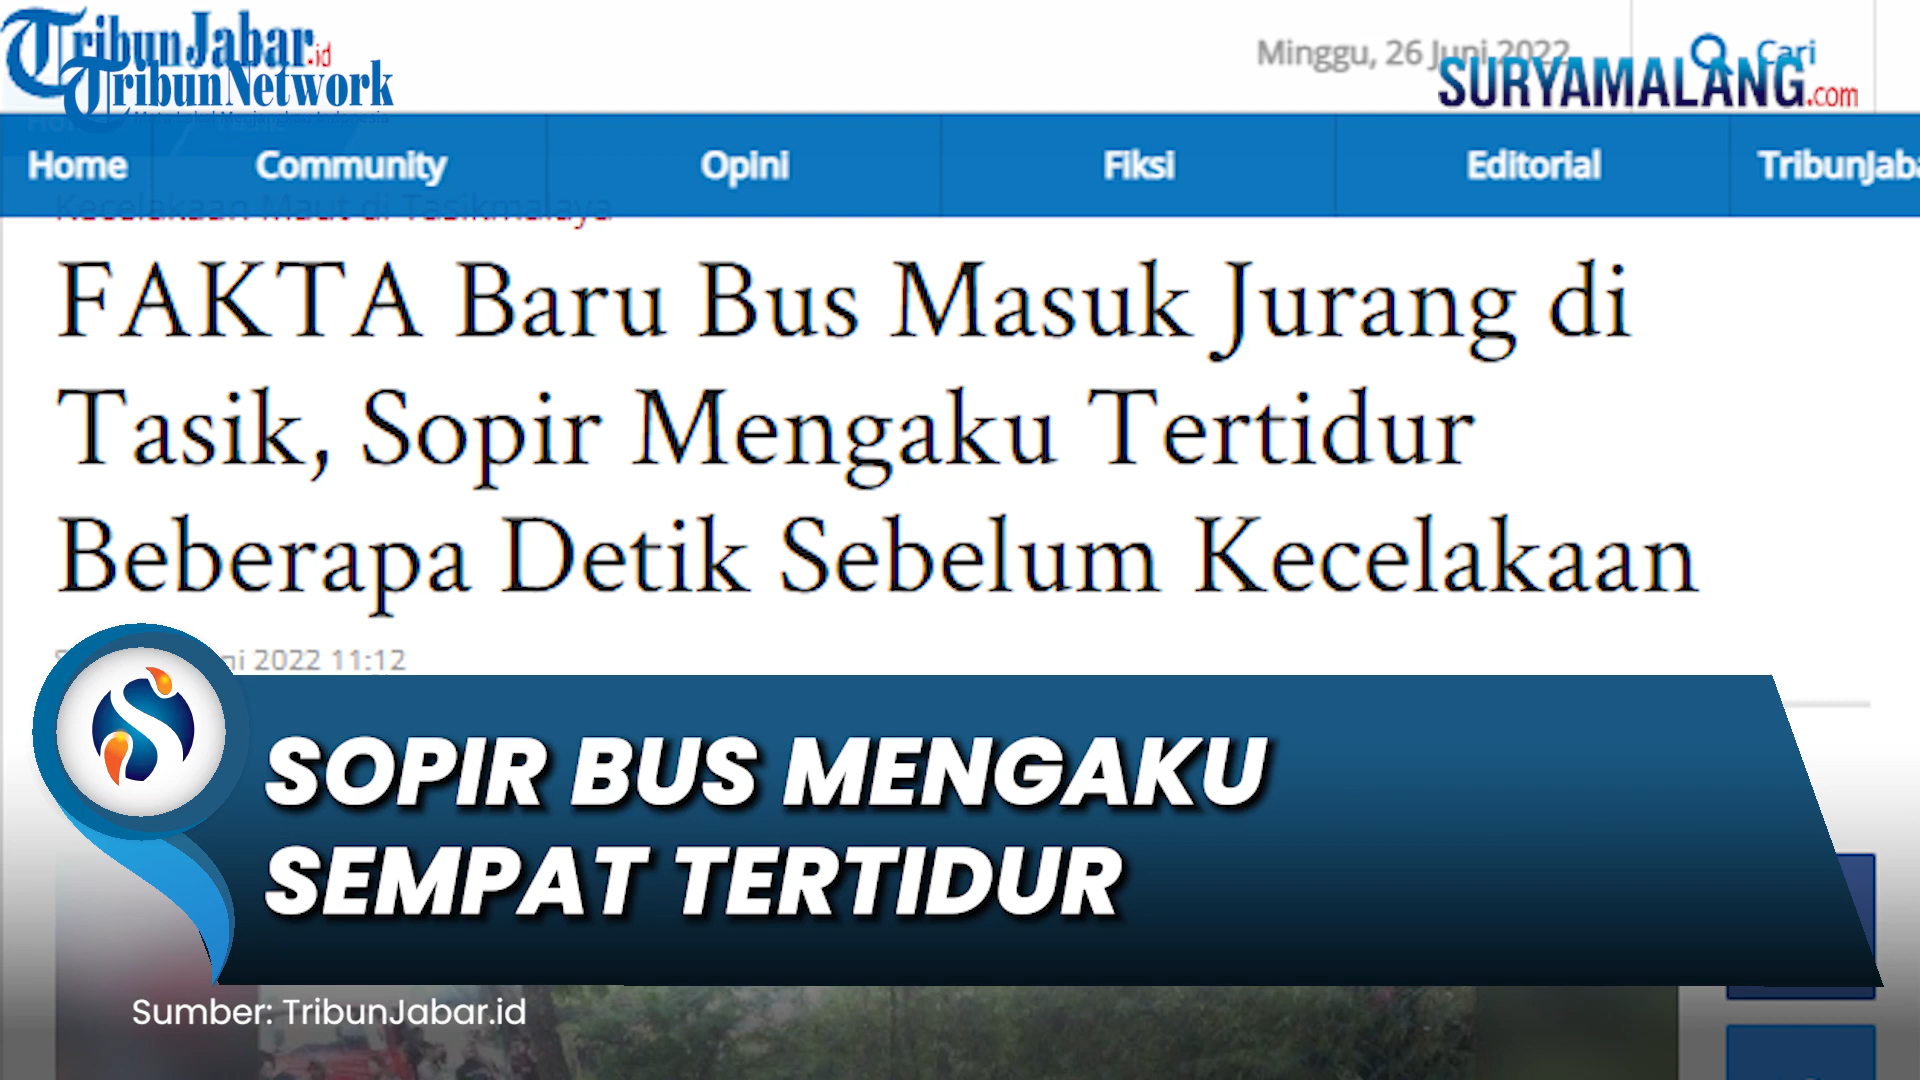 TribunJabar.id
TribunNetwork
Minggu, 26 Juni 2022
Cari
SURYAMALANG.com
Home Community Opini Fiksi Editorial TribunJaba
Kecelakaan Maut di Tasikmalaya
FAKTA Baru Bus Masuk Jurang di
Tasik, Sopir Mengaku Tertidur
Beberapa Detik Sebelum Kecelakaan
ni 2022 11:12
SOPIR BUS MENGAKU
SEMPAT TERTIDUR
Sumber: TribunJabar.id